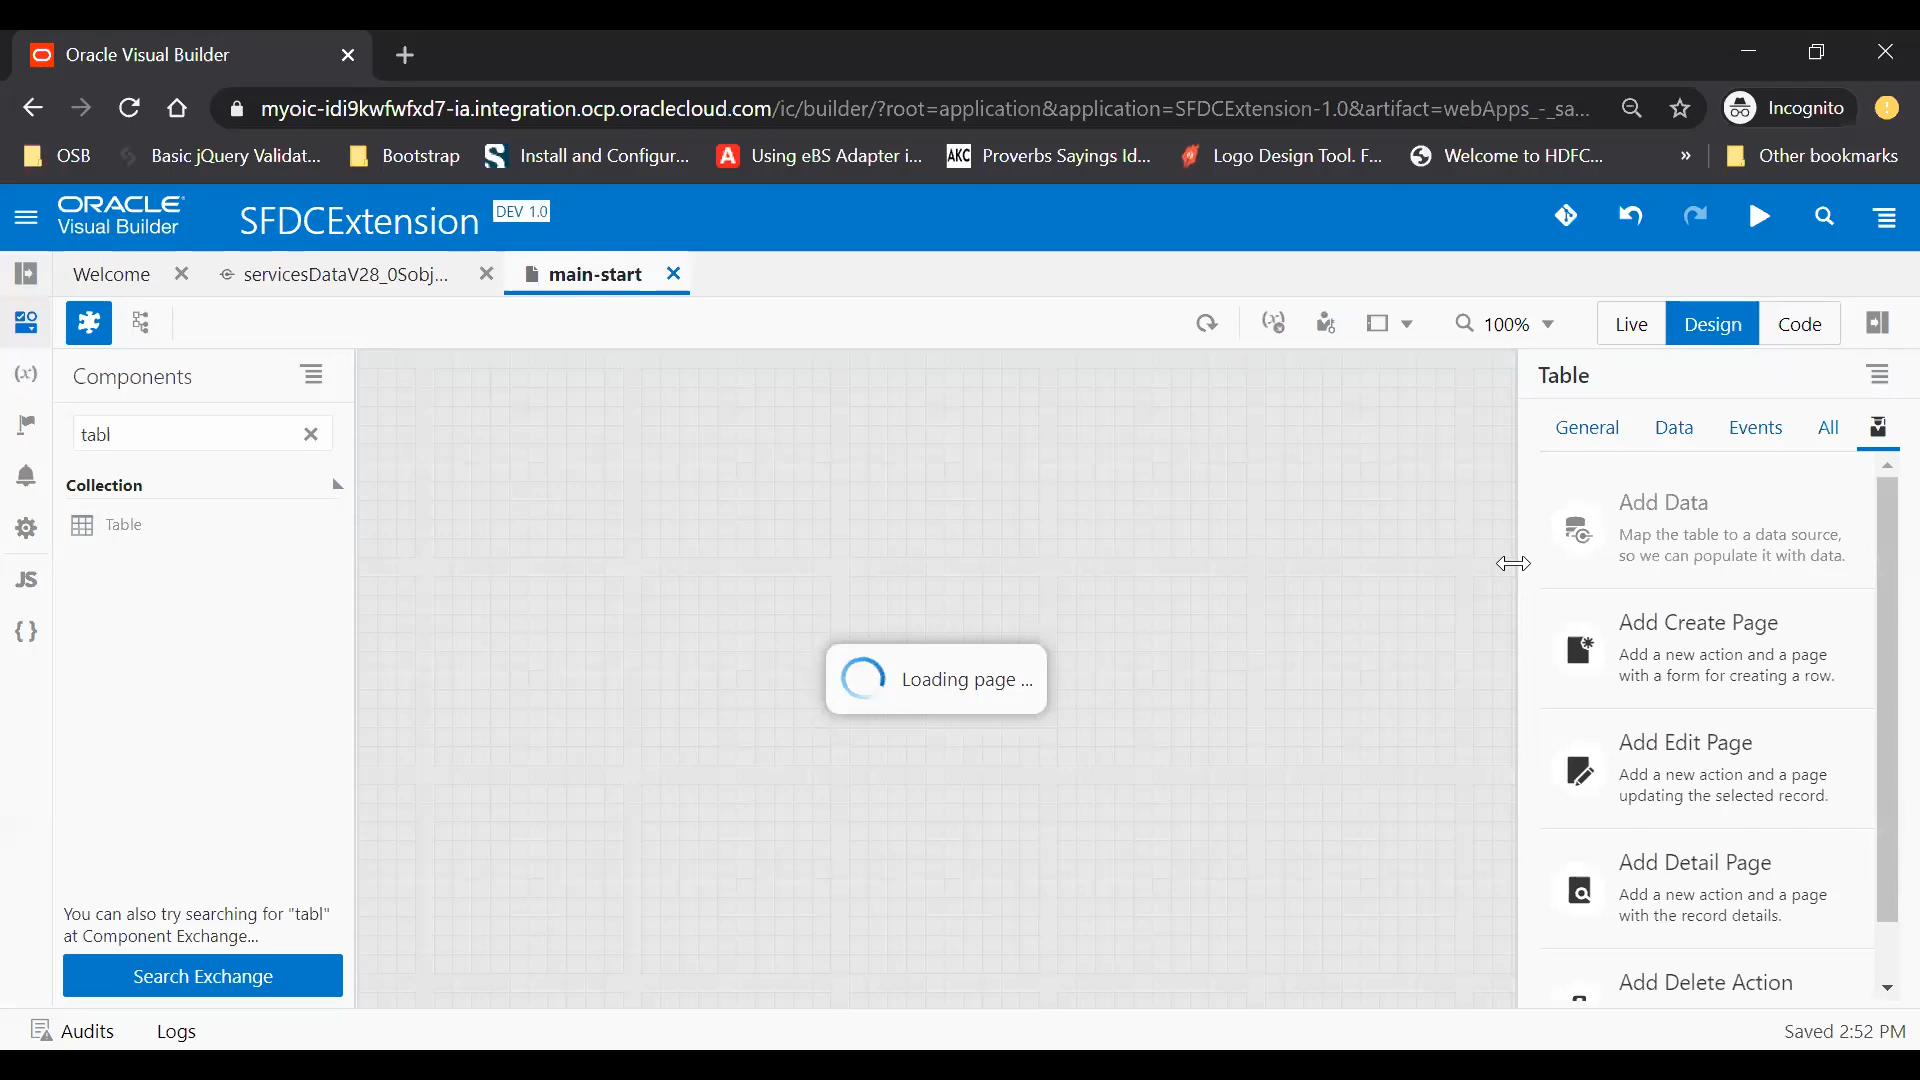 Oracle Visual Builder
myoic-idi9kwfwfxd7-ia.integration.ocp.oraclecloud.com/ic/builder/?root=application&application=SFDCExtension-1.0&artifact=webApps_-_sa...
Incognito
OSB
Basic jQuery Validat...
Bootstrap
Install and Configur...
Using eBS Adapter i...
AKC
Proverbs Sayings Id...
Logo Design Tool. F...
Welcome to HDFC...
»
Other bookmarks
ORACLE
Visual Builder
SFDCExtension
DEV 1.0
Welcome
servicesDataV28_0Sobj...
main-start
100%
Live
Design
Code
Components
tabl
Collection
Table
You can also try searching for "tabl"
at Component Exchange...
Search Exchange
Loading page ...
Table
General
Data
Events
All
Add Data
Map the table to a data source,
so we can populate it with data.
Add Create Page
Add a new action and a page
with a form for creating a row.
Add Edit Page
Add a new action and a page
updating the selected record.
Add Detail Page
Add a new action and a page
with the record details.
Add Delete Action
(x)
JS
{ }
Audits
Logs
Saved 2:52 PM